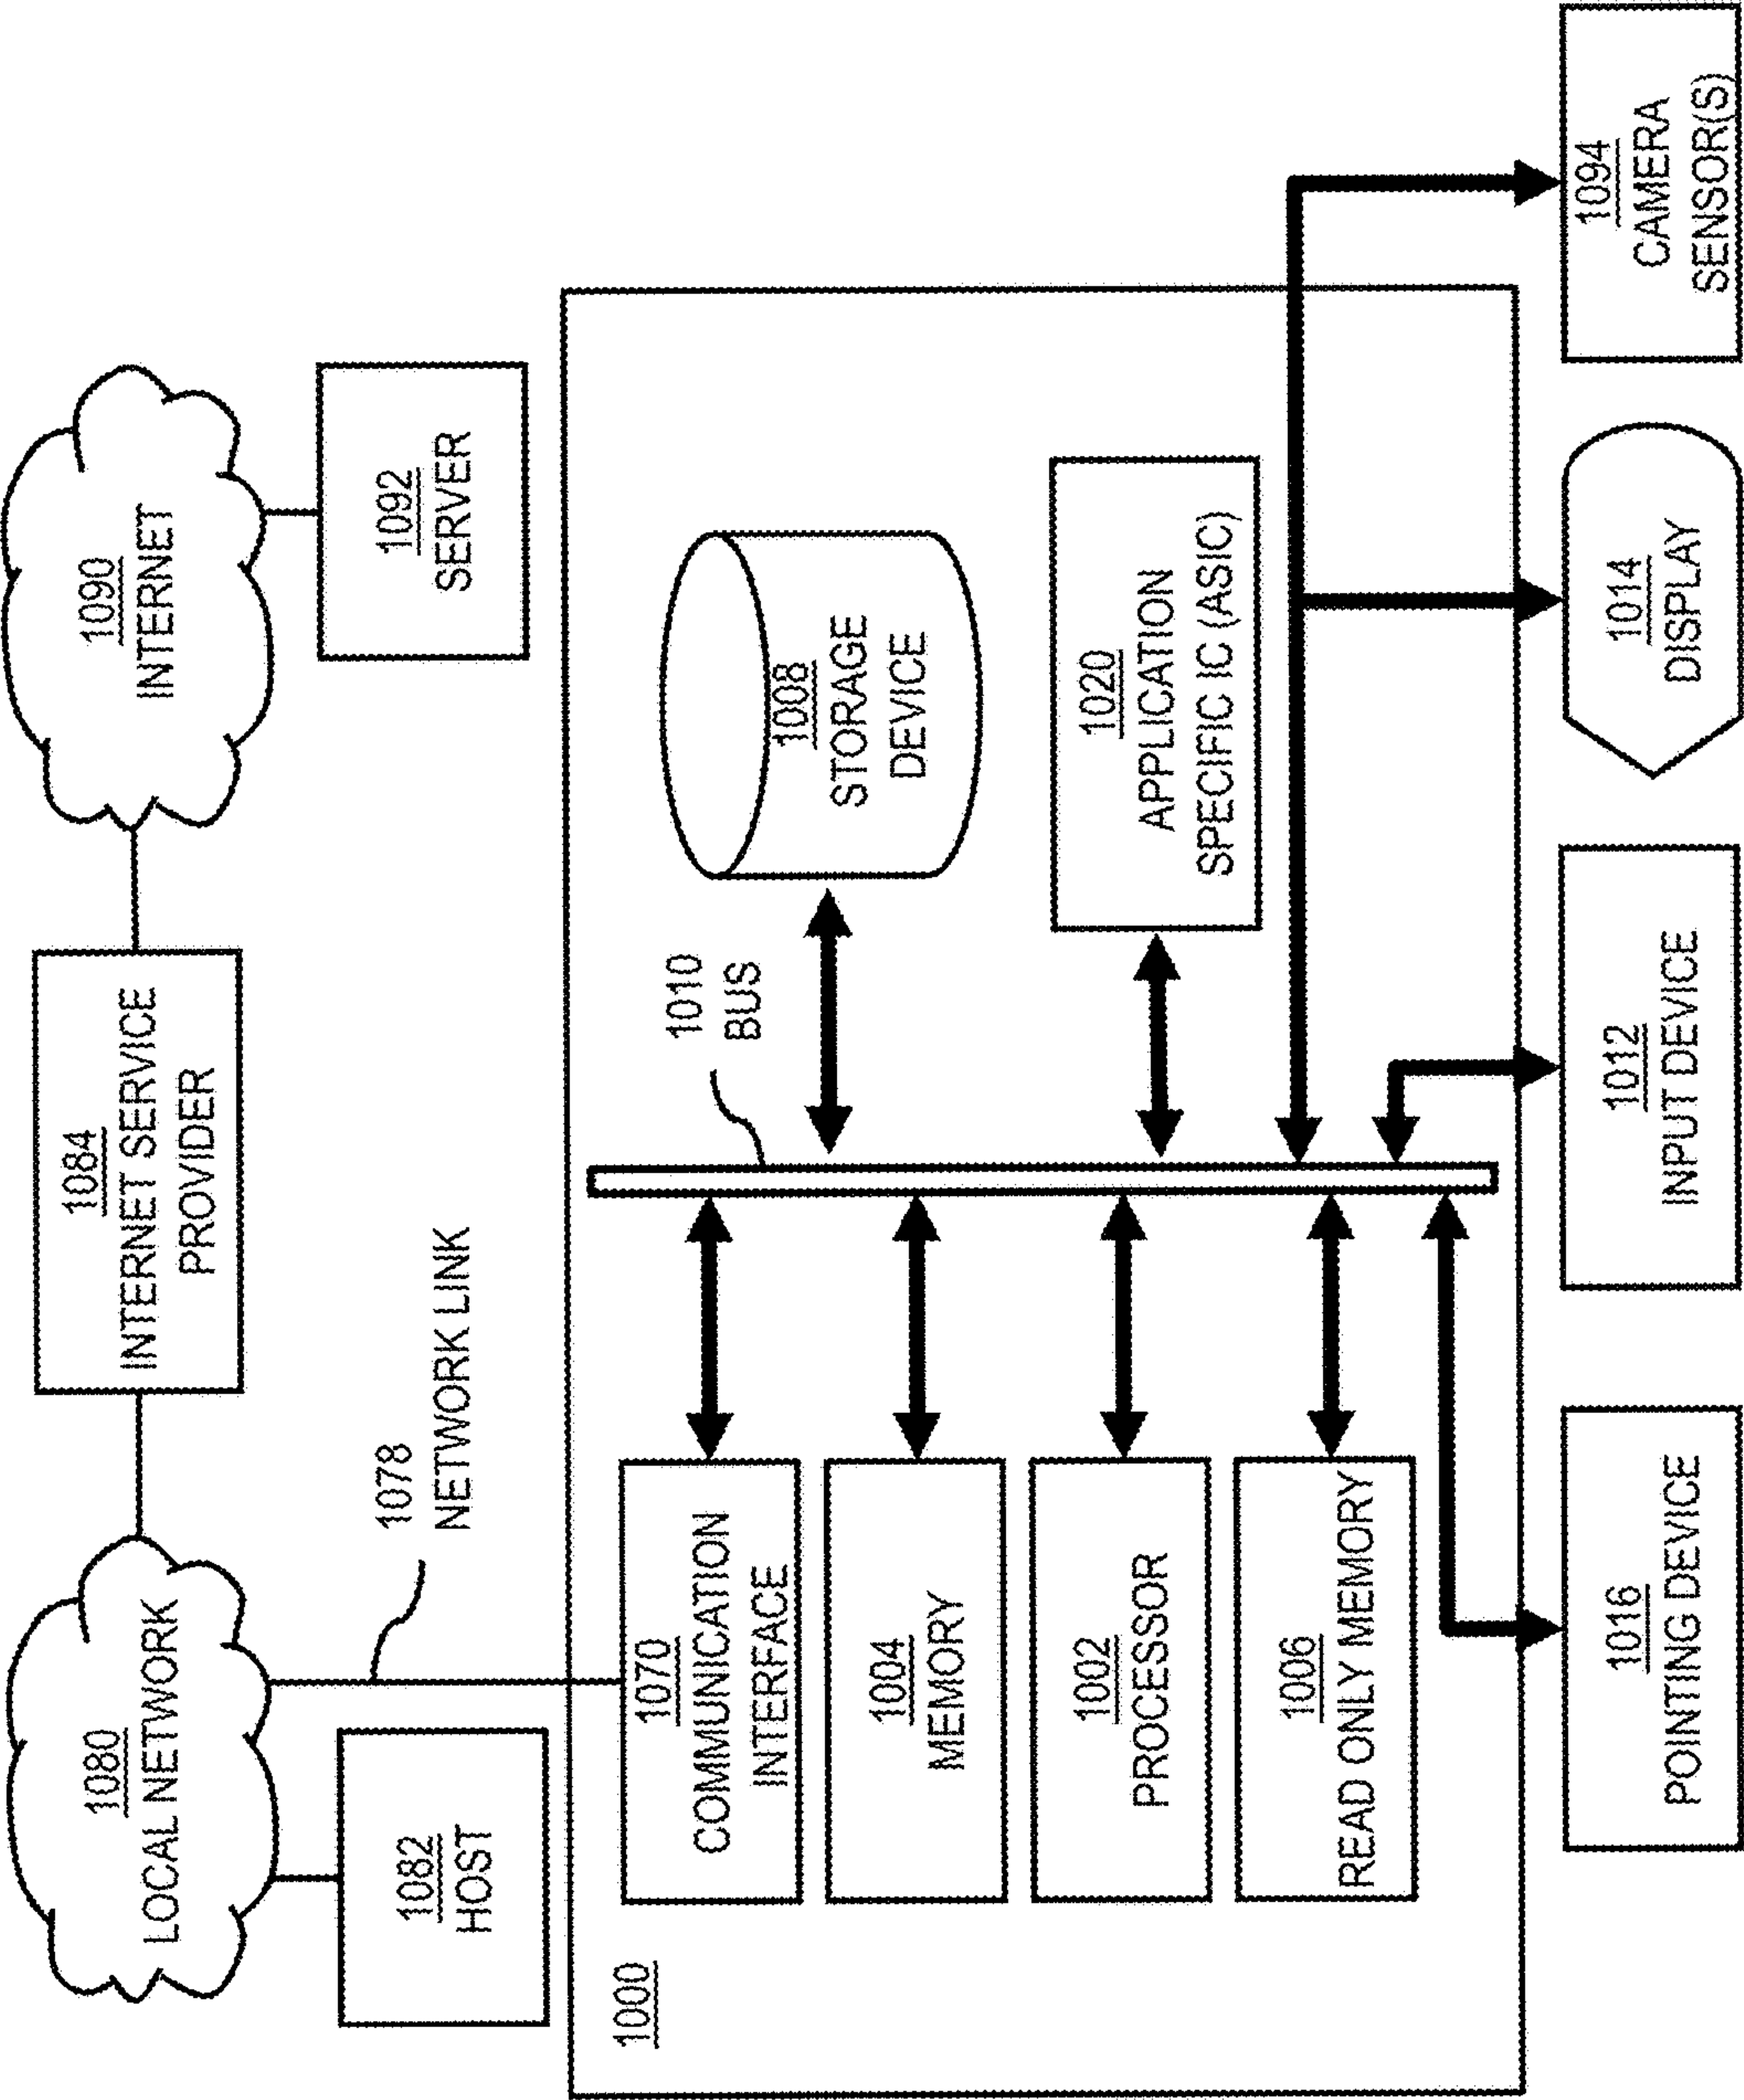 1080
LOCAL NETWORK
1084
INTERNET SERVICE
PROVIDER
1090
INTERNET
1082
HOST
1078
NETWORK LINK
1092
SERVER
1000
1070
COMMUNICATION
INTERFACE
1004
MEMORY
1002
PROCESSOR
1006
READ ONLY MEMORY
1010
BUS
1008
STORAGE
DEVICE
1020
APPLICATION
SPECIFIC IC (ASIC)
1016
POINTING DEVICE
1012
INPUT DEVICE
1014
DISPLAY
1094
CAMERA
SENSOR(S)